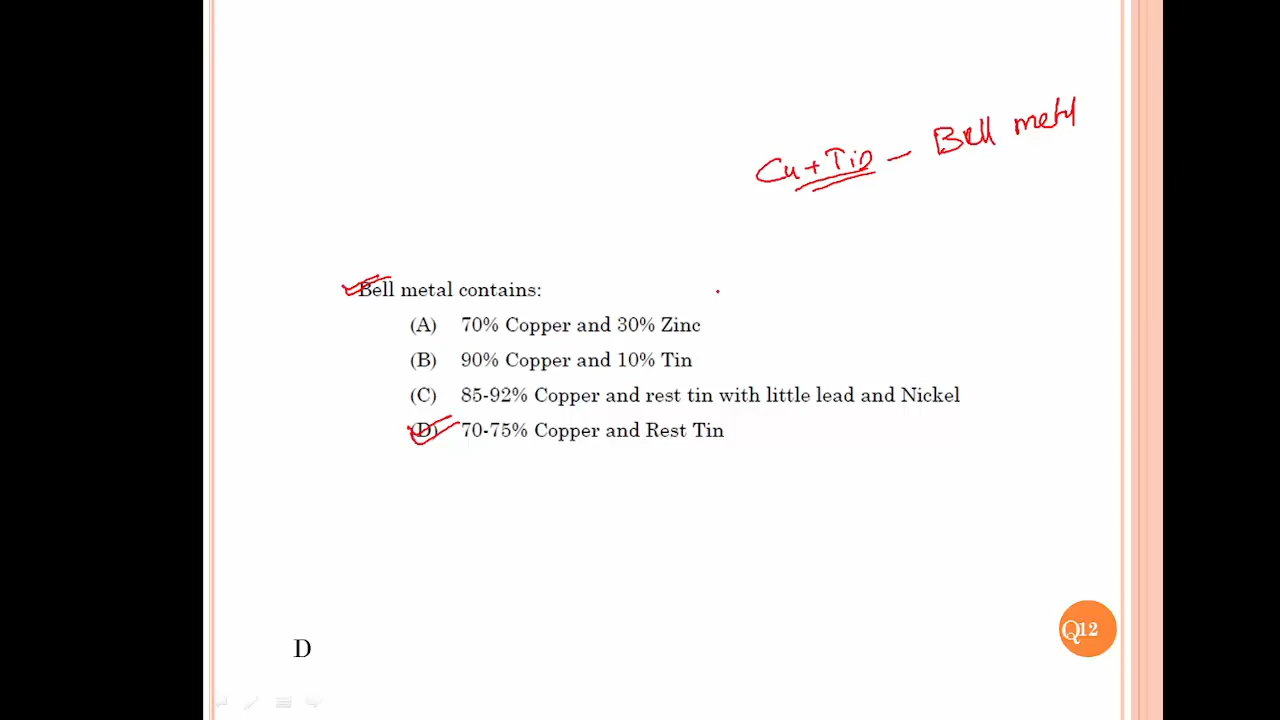 Cu + Tin - Bell metal
Bell metal contains:
(A) 70% Copper and 30% Zinc
(B) 90% Copper and 10% Tin
(C) 85-92% Copper and rest tin with little lead and Nickel
(D) 70-75% Copper and Rest Tin
Q12
D